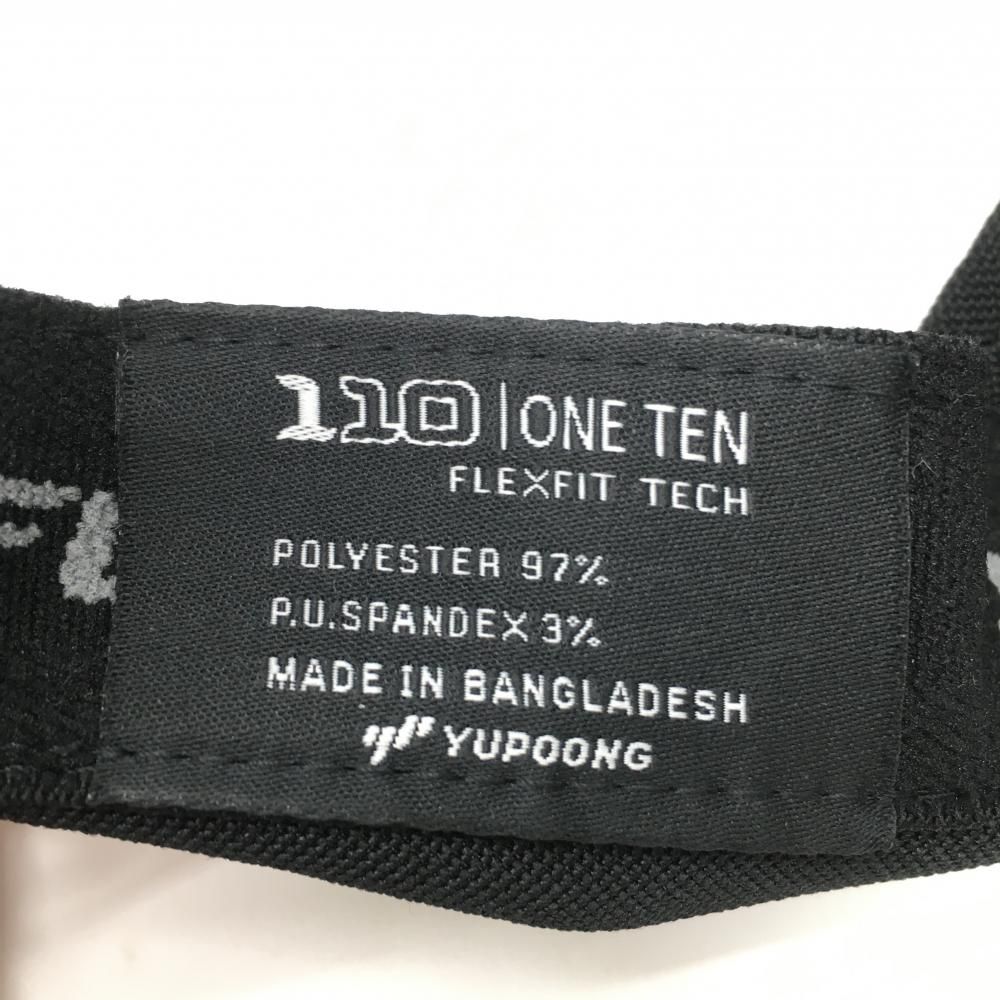 110 | ONE TEN
FLEXFIT TECH
POLYESTER 97%
P.U.SPANDEX 3%
MADE IN BANGLADESH
YUPOONG